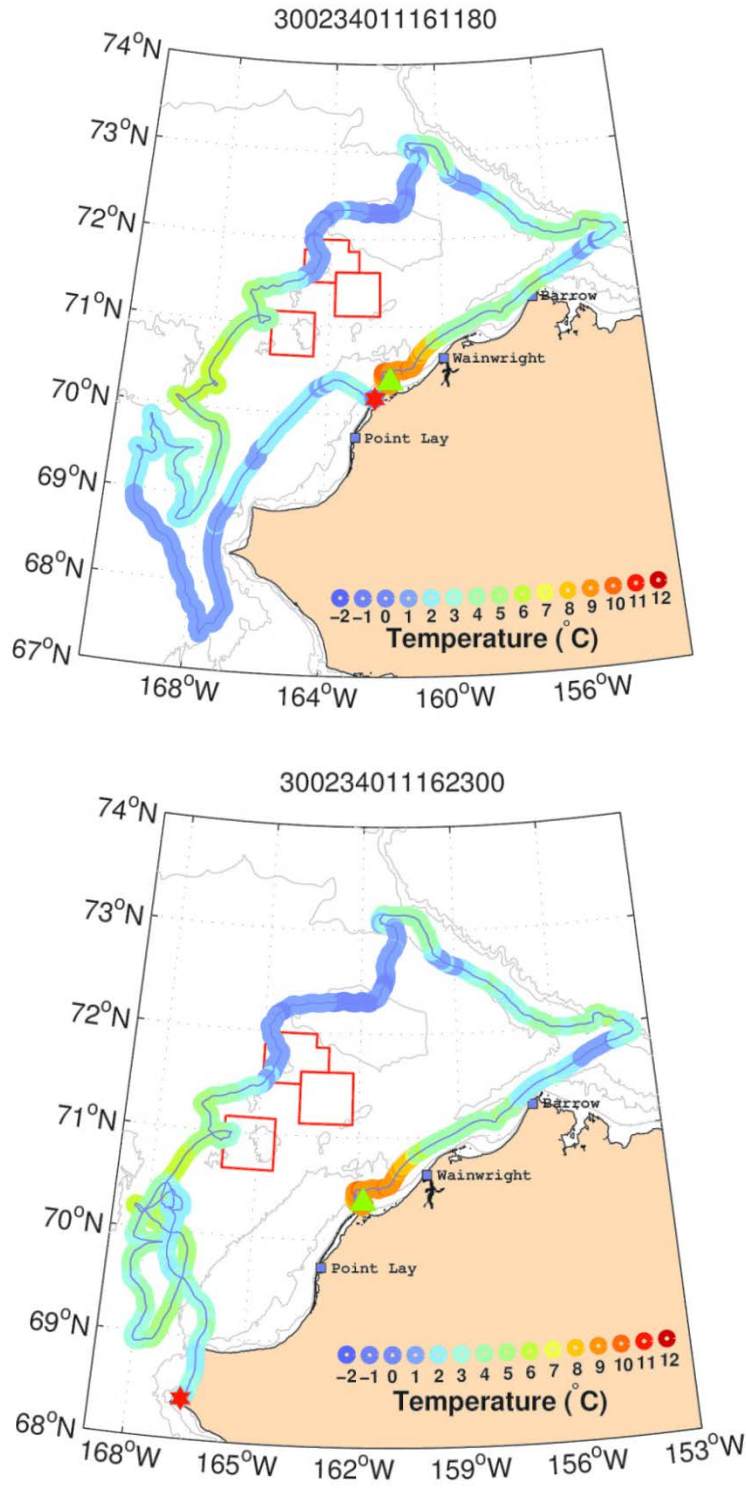 300234011161180
74°N
73°N
72°N
71°N
Barrow
Wainwright
70°N
Point Lay
69°N
68°N
-2 -1 0 1 2 3 4 5 6 7 8 9 10 11 12
67°N
Temperature (°C)
168°W 164°W 160°W 156°W
300234011162300
74°N
73°N
72°N
71°N
Barrow
Wainwright
70°N
Point Lay
69°N
-2 -1 0 1 2 3 4 5 6 7 8 9 10 11 12
Temperature (°C)
68°N
168°W 165°W 162°W 159°W 156°W 153°W